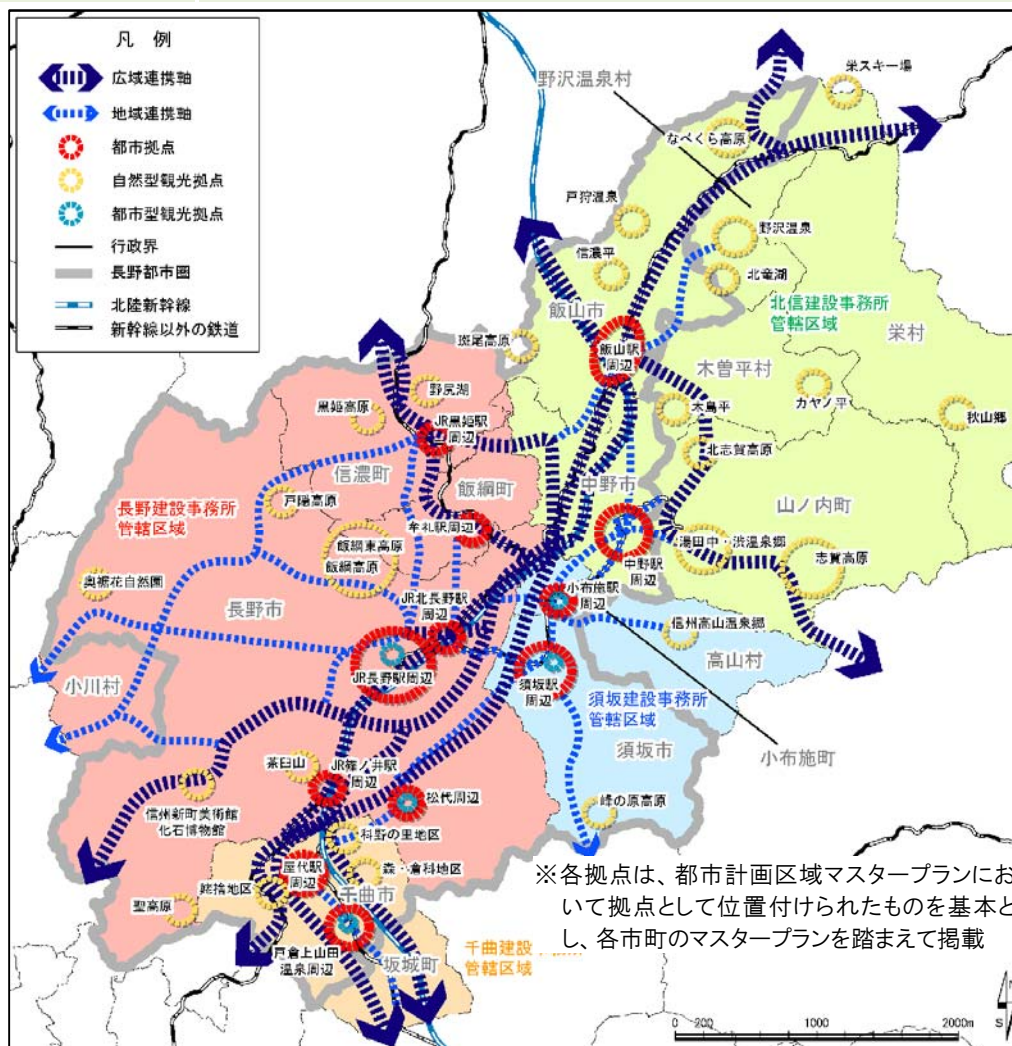 凡 例
広域連携軸
地域連携軸
都市拠点
自然型観光拠点
都市型観光拠点
行政界
長野都市圏
北陸新幹線
新幹線以外の鉄道
栄スキー場
野沢温泉村
なべくら高原
戸狩温泉
野沢温泉
信濃平
北竜湖
飯山市
北信建設事務所
管轄区域
栄村
斑尾高原
飯山駅
周辺
木曽平村
野尻湖
カヤノ平
黒姫高原
木島平
秋山郷
JR黒姫駅
周辺
北志賀高原
信濃町
飯綱町
中野市
山ノ内町
長野建設事務所
管轄区域
戸隠高原
牟礼駅周辺
飯綱東高原
飯綱高原
湯田中・渋温泉郷
志賀高原
中野駅
周辺
奥裾花自然園
JR北長野駅
周辺
小布施駅
周辺
長野市
信州高山温泉郷
高山村
小川村
JR長野駅周辺
須坂駅
周辺
須坂建設事務所
管轄区域
須坂市
小布施町
茶臼山
JR篠ノ井駅
周辺
信州新町美術館
化石博物館
松代周辺
峰の原高原
科野の里地区
屋代駅
周辺
森・倉科地区
姨捨地区
千曲市
聖高原
戸倉上山田
温泉周辺
坂城町
千曲建設
管轄区域
※各拠点は、都市計画区域マスタープランにお
いて拠点として位置付けられたものを基本と
し、各市町のマスタープランを踏まえて掲載
N
S
0 200 1000 2000m